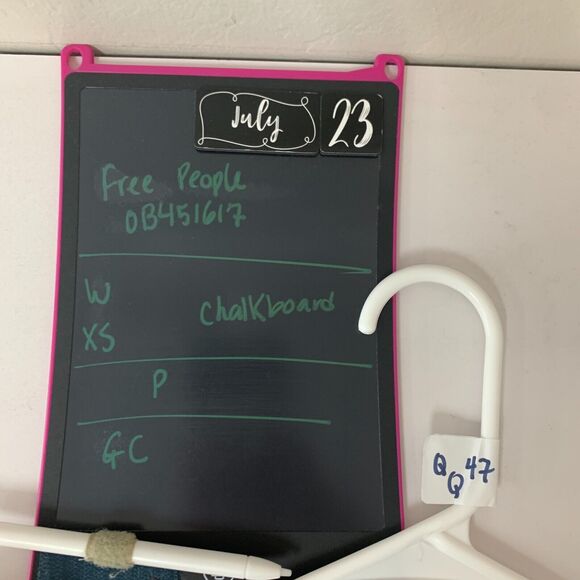 July 23
Free People
OB451617
W
Chalkboard
XS
P
GC
QQ47